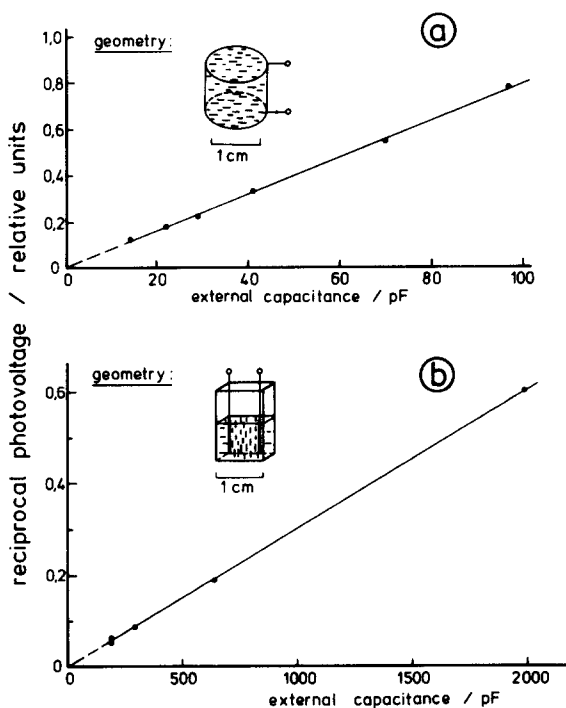 reciprocal photovoltage / relative units
a
geometry:
1 cm
1,0
0,8
0,6
0,4
0,2
0
0 20 40 60 80 100
external capacitance / pF
b
geometry:
1 cm
0,6
0,4
0,2
0
0 500 1000 1500 2000
external capacitance / pF